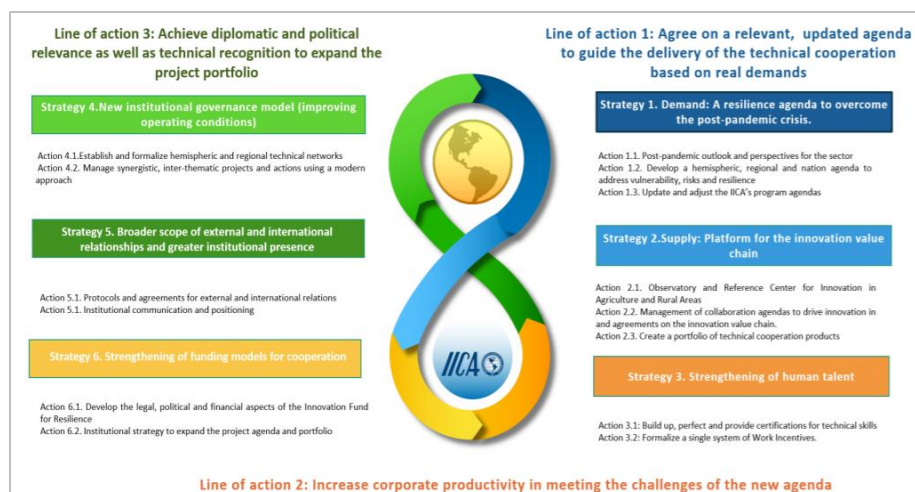 Line of action 3: Achieve diplomatic and political
relevance as well as technical recognition to expand the
project portfolio
Strategy 4.New institutional governance model (improving
operating conditions)
Action 4.1.Establish and formalize hemispheric and regional technical networks
Action 4.2. Manage synergistic, inter-thematic projects and actions using a modern
approach
Strategy 5. Broader scope of external and international
relationships and greater institutional presence
Action 5.1. Protocols and agreements for external and international relations
Action 5.1. Institutional communication and positioning
Strategy 6. Strengthening of funding models for cooperation
Action 6.1. Develop the legal, political and financial aspects of the Innovation Fund
for Resilience
Action 6.2. Institutional strategy to expand the project agenda and portfolio
IICA
Line of action 1: Agree on a relevant, updated agenda
to guide the delivery of the technical cooperation
based on real demands
Strategy 1. Demand: A resilience agenda to overcome
the post-pandemic crisis.
Action 1.1. Post-pandemic outlook and perspectives for the sector
Action 1.2. Develop a hemispheric, regional and nation agenda to
address vulnerability, risks and resilience
Action 1.3. Update and adjust the IICA's program agendas
Strategy 2.Supply: Platform for the innovation value
chain
Action 2.1. Observatory and Reference Center for Innovation in
Agriculture and Rural Areas
Action 2.2. Management of collaboration agendas to drive innovation in
and agreements on the innovation value chain.
Action 2.3. Create a portfolio of technical cooperation products
Strategy 3. Strengthening of human talent
Action 3.1: Build up, perfect and provide certifications for technical skills
Action 3.2: Formalize a single system of Work Incentives.
Line of action 2: Increase corporate productivity in meeting the challenges of the new agenda